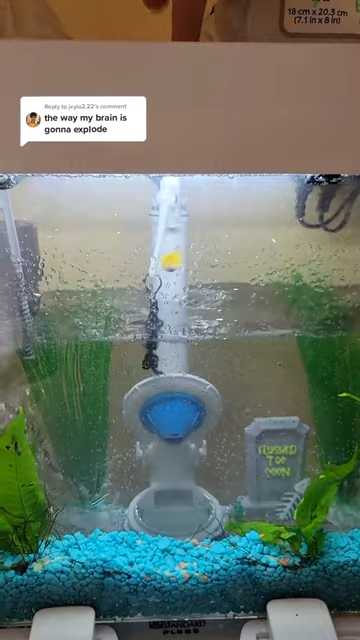 18 cm x 20.3 cm
(7.1 in x 8 in)
Reply to jxyla2.22's comment
the way my brain is
gonna explode
FLUSHED
TOO
SOON
STANDARD